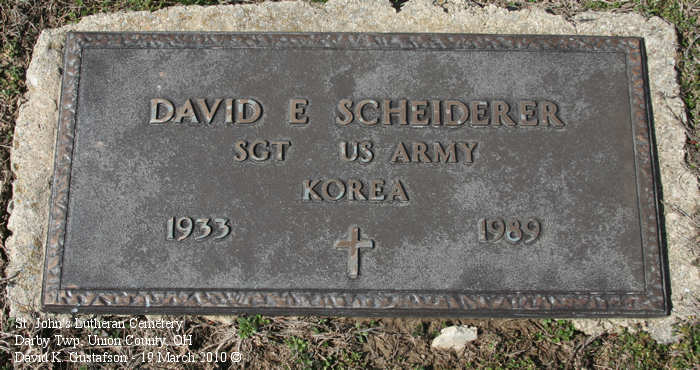 DAVID E SCHEIDERER
SGT US ARMY
KOREA
1933 1989
St. John's Lutheran Cemetery
Darby Twp. Union County, OH
David K. Gustafson - 19 March 2010 ©